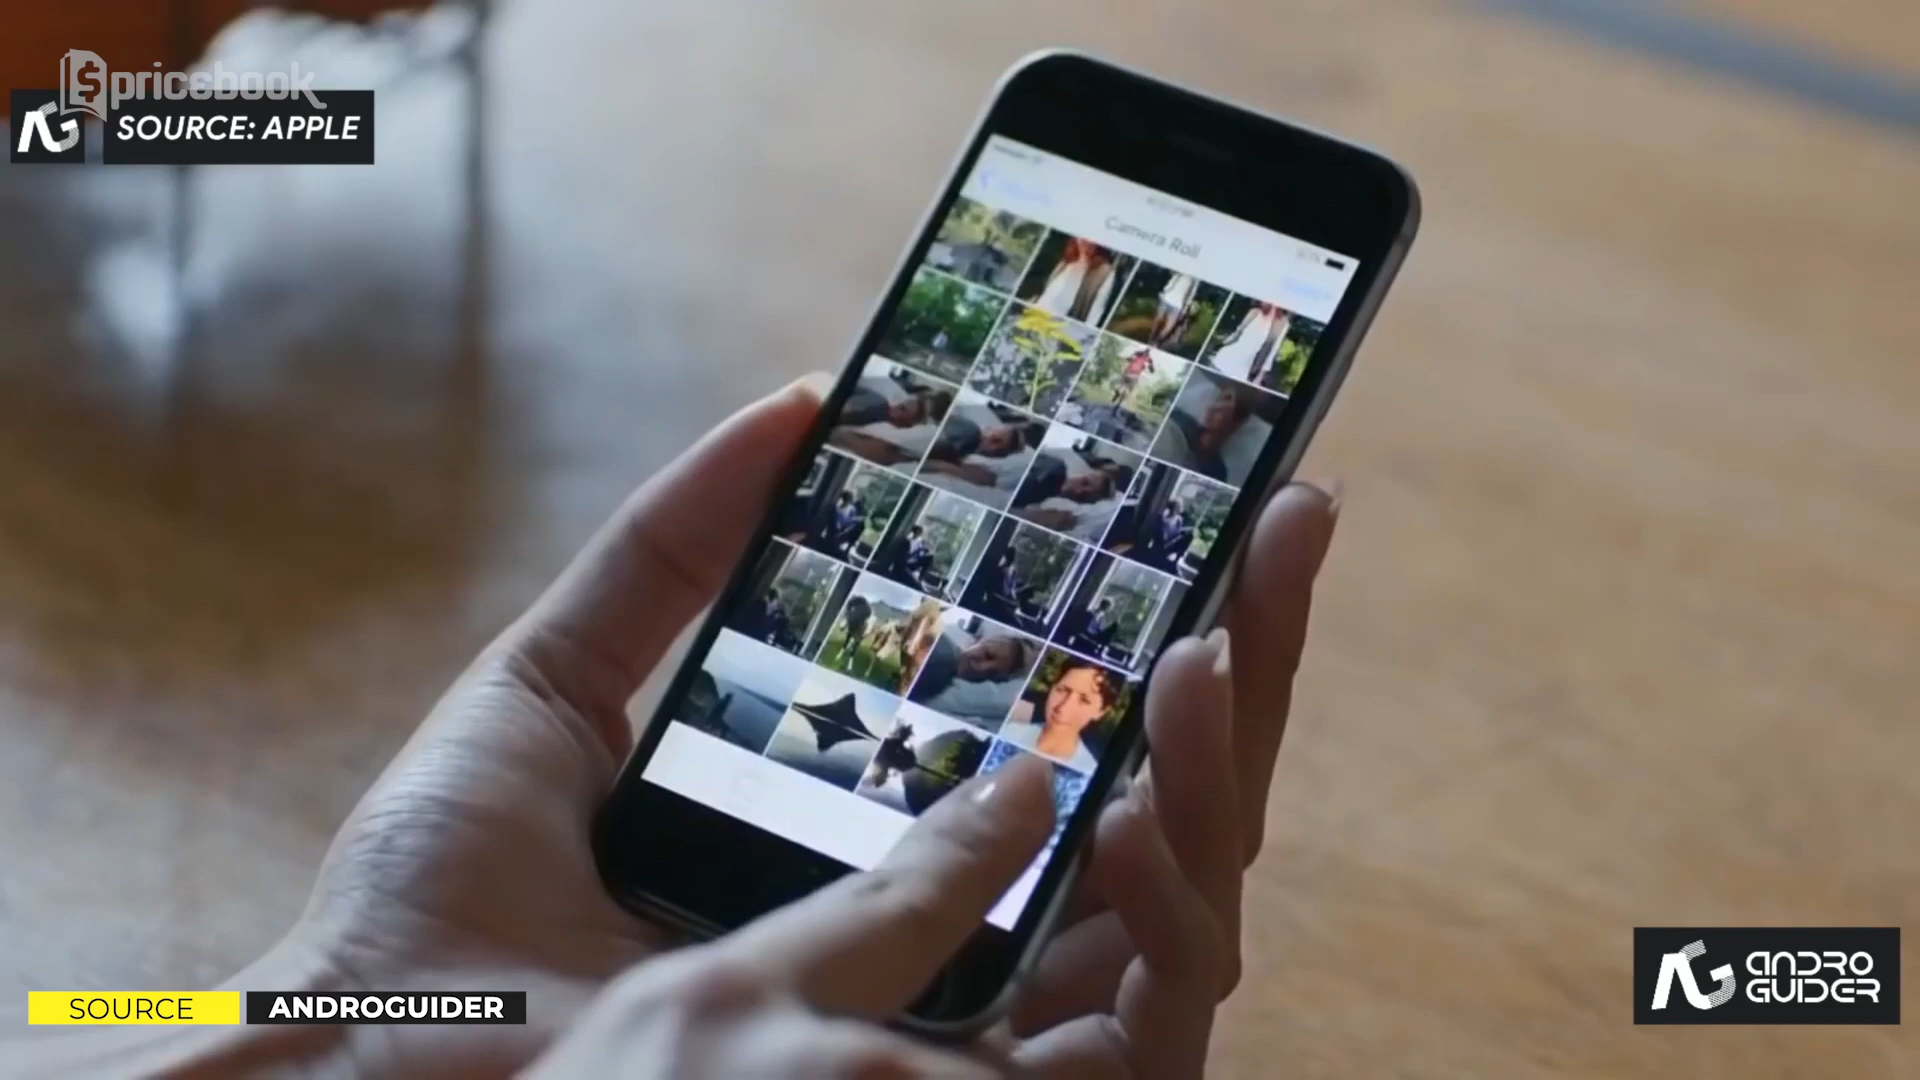 pricebook
SOURCE: APPLE
Camera Roll
SOURCE ANDROGUIDER
ANDRO
GUIDER